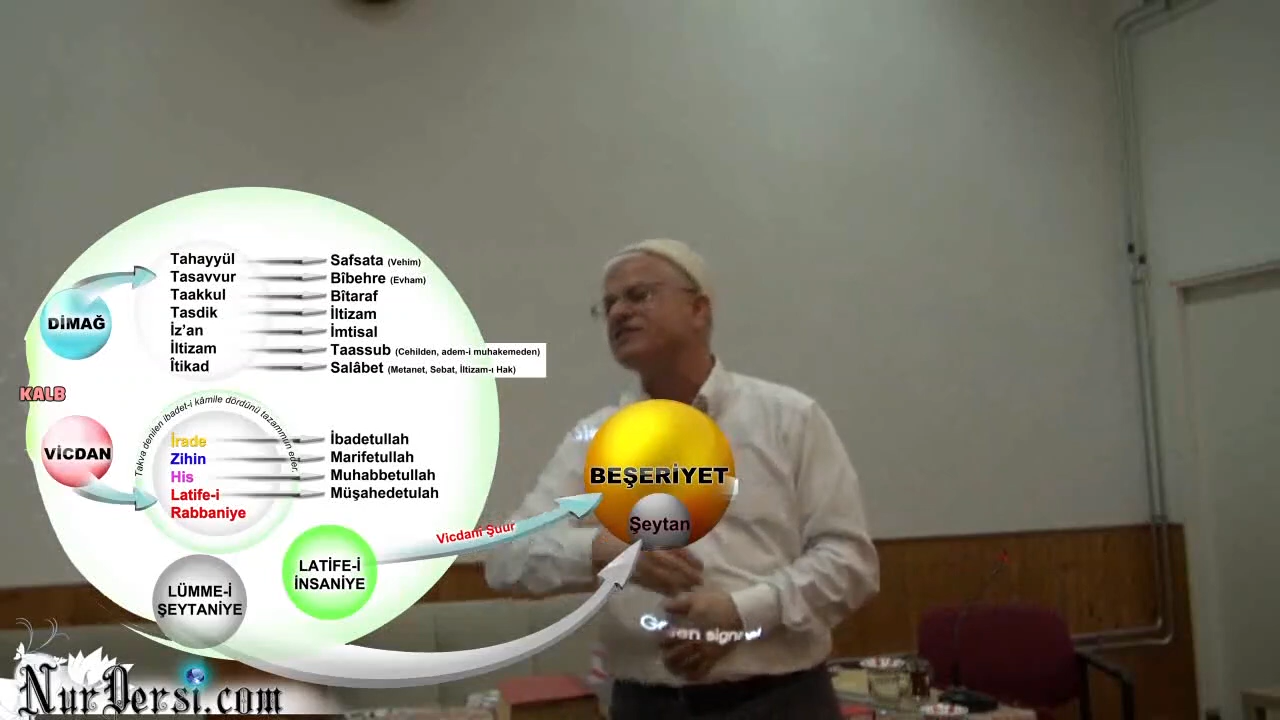 Tahayyül Safsata (Vehim)
Tasavvur Bîbehre (Evham)
Taakkul Bîtaraf
Tasdik İltizam
İz'an İmtisal
İltizam Taassub (Cehilden, adem-i muhakemeden)
Îtikad Salâbet (Metanet, Sebat, İltizam-ı Hak)
DİMAĞ
KALB
VİCDAN
Takva denilen ibadet-i kâmile dördünü tazammun eder.
İrade İbadetullah
Zihin Marifetullah
His Muhabbetullah
Latife-i Müşahedetulah
Rabbaniye
BEŞERİYET
Şeytan
Vicdanî Şuur
LATİFE-İ
İNSANİYE
LÜMME-İ
ŞEYTANİYE
NurDersi.com